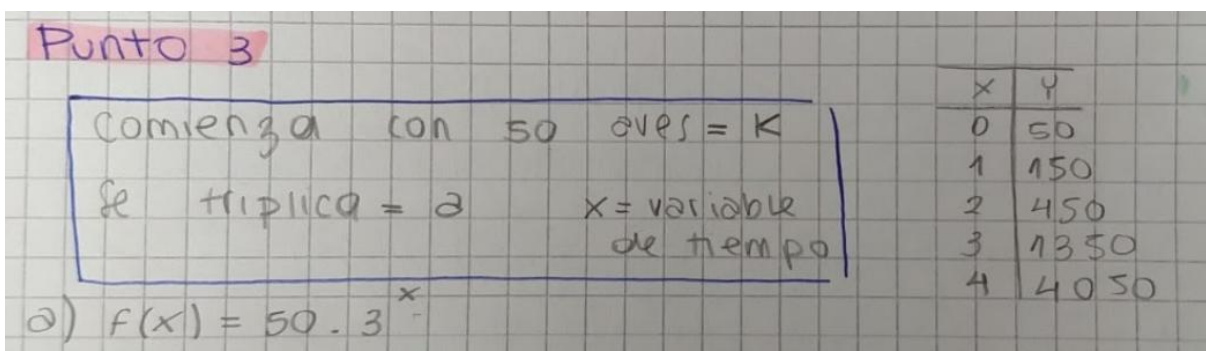 Punto 3
Comienza con 50 aves = K
Se triplica = a x = variable
de tiempo
a) f(x) = 50 . 3^x
X Y
0 50
1 150
2 450
3 1350
4 4050